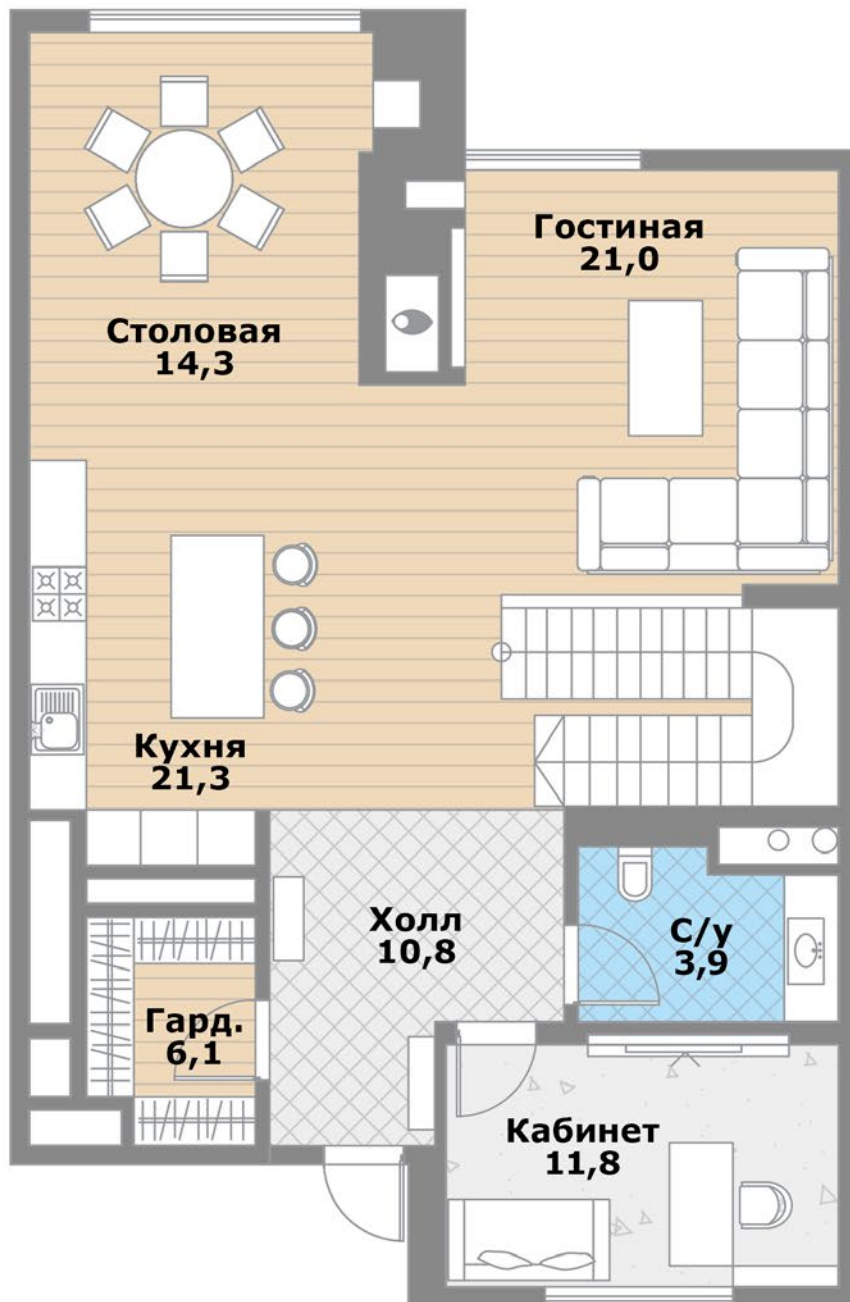 Гостиная
21,0
Столовая
14,3
Кухня
21,3
Холл
10,8
С/у
3,9
Гард.
6,1
Кабинет
11,8